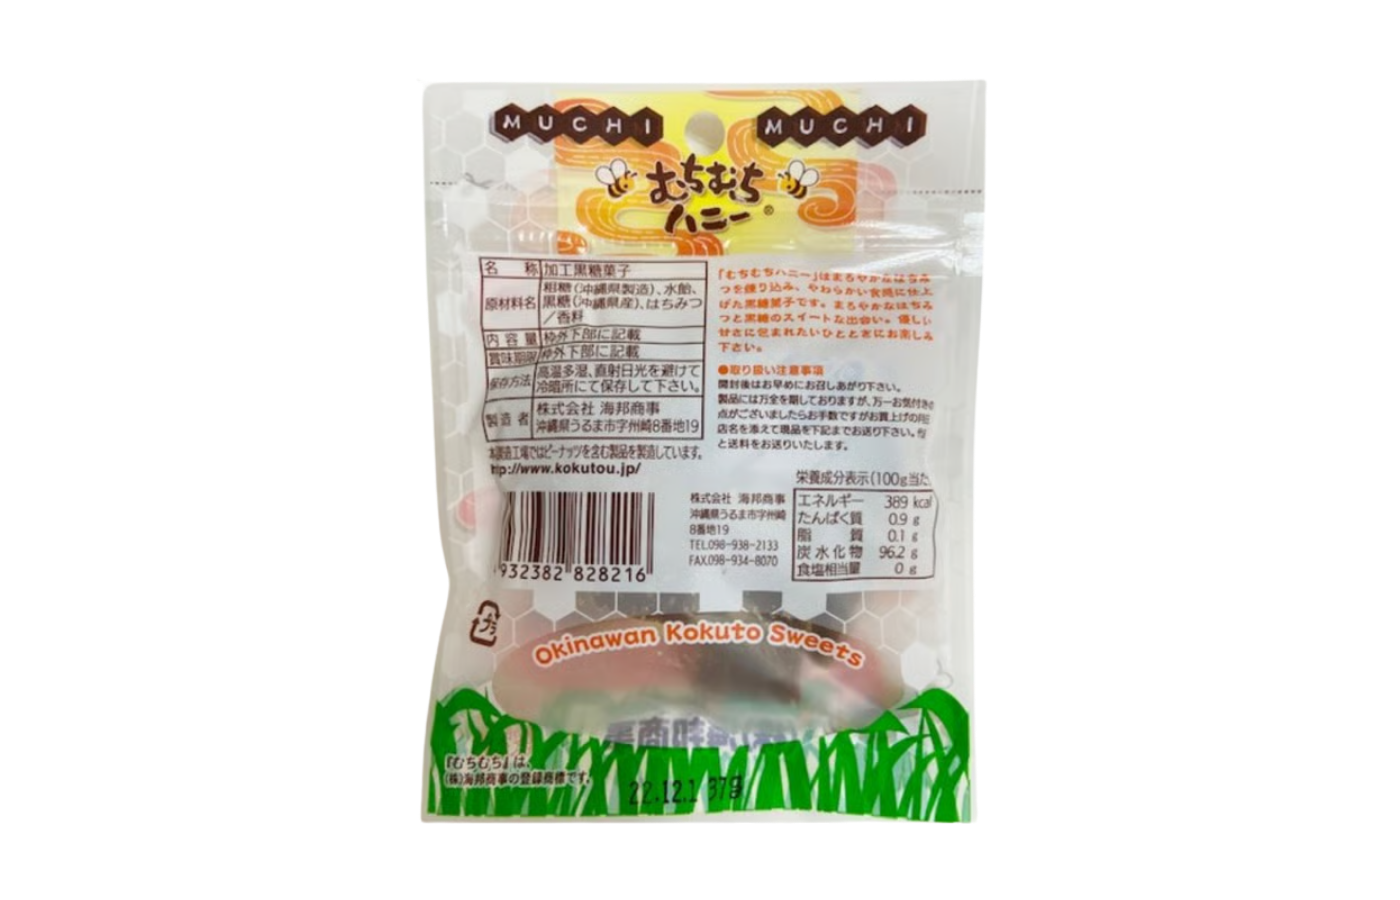 MUCHI MUCHI
むちむち
ハニー®
名　称 加工黒糖菓子
原材料名 粗糖(沖縄県製造)、水飴、
黒糖(沖縄県産)、はちみつ
／香料
内容量 枠外下部に記載
賞味期限 枠外下部に記載
保存方法 高温多湿、直射日光を避けて
冷暗所にて保存して下さい。
製造者 株式会社 海邦商事
沖縄県うるま市字州崎8番地19
本製造工場ではピーナッツを含む製品を製造しています。
http://www.kokutou.jp/
「むちむちハニー」はまろやかなはちみ
つを練り込み、やわらかい食感に仕上
げた黒糖菓子です。まろやかなはちみ
つと黒糖のスイートな出会い。優しい
甘さに包まれたいひとときにお楽しみ
下さい。
●取り扱い注意事項
開封後はお早めにお召しあがり下さい。
製品には万全を期しておりますが、万一お気付きの
点がございましたらお手数ですがお買上げの月日
店名を添えて現品を下記までお送り下さい。代
と送料をお送りいたします。
栄養成分表示(100g当た
エネルギー 389 kcal
たんぱく質 0.9 g
脂　質 0.1 g
炭水化物 96.2 g
食塩相当量 0 g
株式会社 海邦商事
沖縄県うるま市字州崎
8番地19
TEL.098-938-2133
FAX.098-934-8070
932382 828216
プラ
Okinawan Kokuto Sweets
『むちむち』は、
(株)海邦商事の登録商標です。
22.12.1 37g